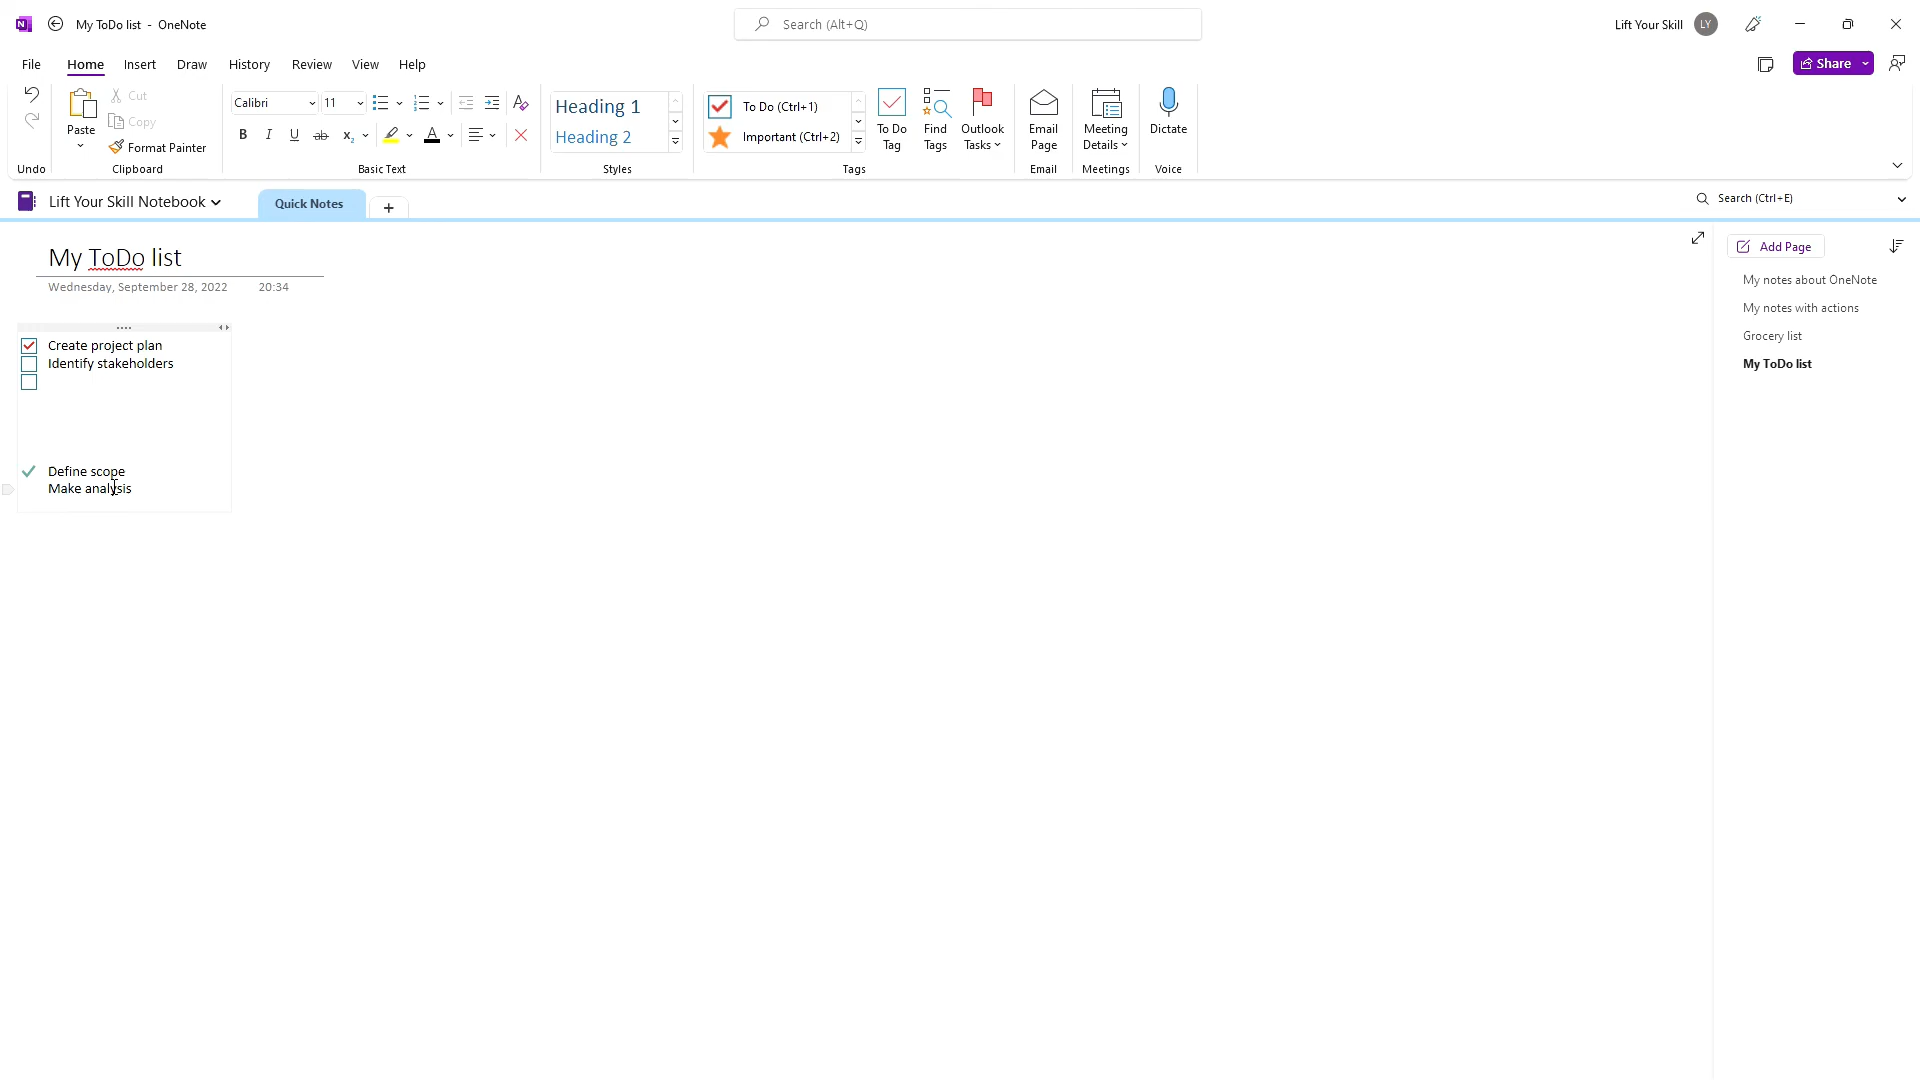 My ToDo list - OneNote
Search (Alt+Q)
Lift Your Skill
LY
File Home Insert Draw History Review View Help
Share
Paste
Cut
Copy
Format Painter
Undo
Clipboard
Calibri 11
B I U ab x₂ A
Basic Text
Heading 1
Heading 2
Styles
To Do (Ctrl+1)
Important (Ctrl+2)
To Do Tag
Find Tags
Outlook Tasks
Tags
Email Page
Email
Meeting Details
Meetings
Dictate
Voice
Lift Your Skill Notebook
Quick Notes
+
Search (Ctrl+E)
My ToDo list
Wednesday, September 28, 2022 20:34
Create project plan
Identify stakeholders
Define scope
Make analysis
Add Page
My notes about OneNote
My notes with actions
Grocery list
My ToDo list